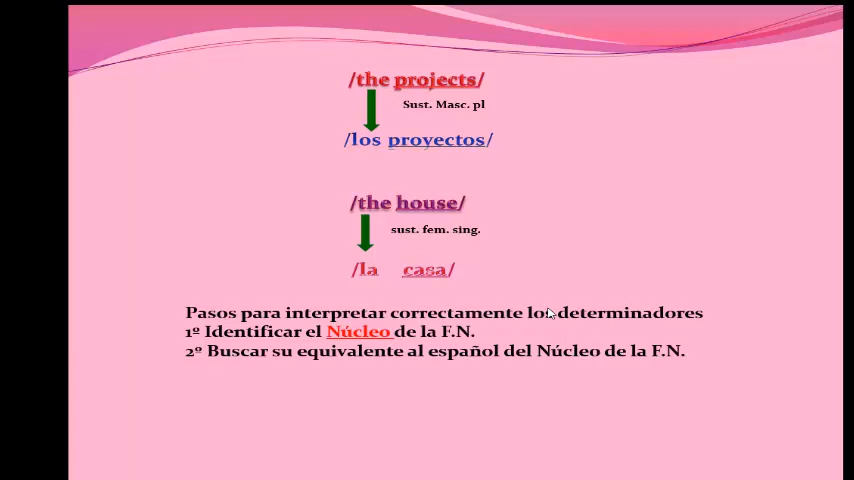 /the projects/
Sust. Masc. pl
/los proyectos/
/the house/
sust. fem. sing.
/la casa/
Pasos para interpretar correctamente los determinadores
1º Identificar el Núcleo de la F.N.
2º Buscar su equivalente al español del Núcleo de la F.N.